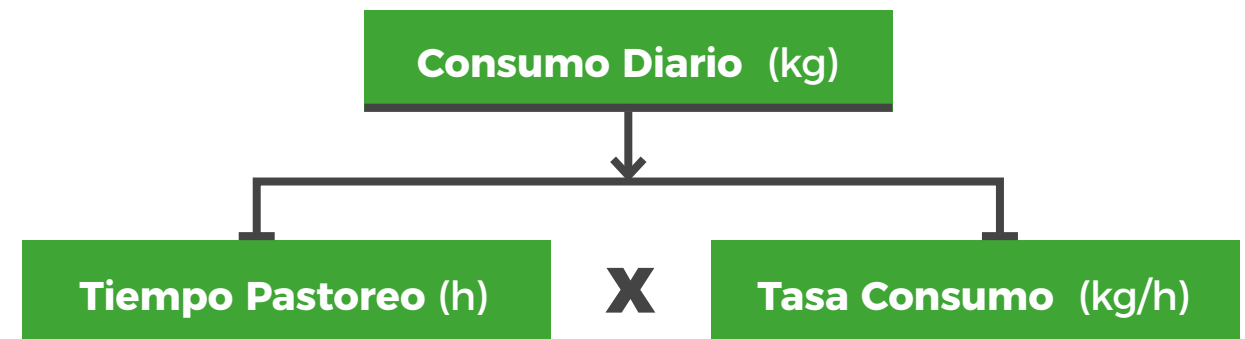 Consumo Diario (kg)
Tiempo Pastoreo (h) X Tasa Consumo (kg/h)